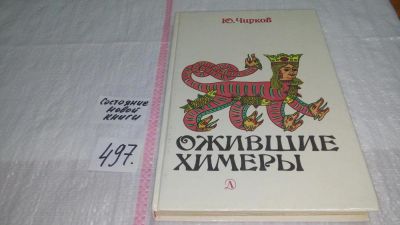 Ю. Чирков
ОЖИВШИЕ
ХИМЕРЫ
Состояние
новой
книги
497.